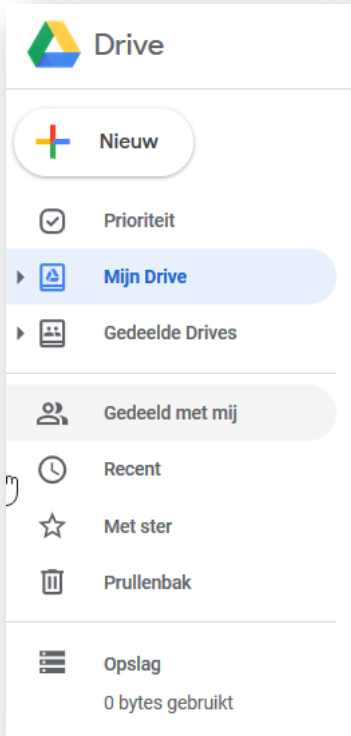 Drive
Nieuw
Prioriteit
Mijn Drive
Gedeelde Drives
Gedeeld met mij
Recent
Met ster
Prullenbak
Opslag
0 bytes gebruikt